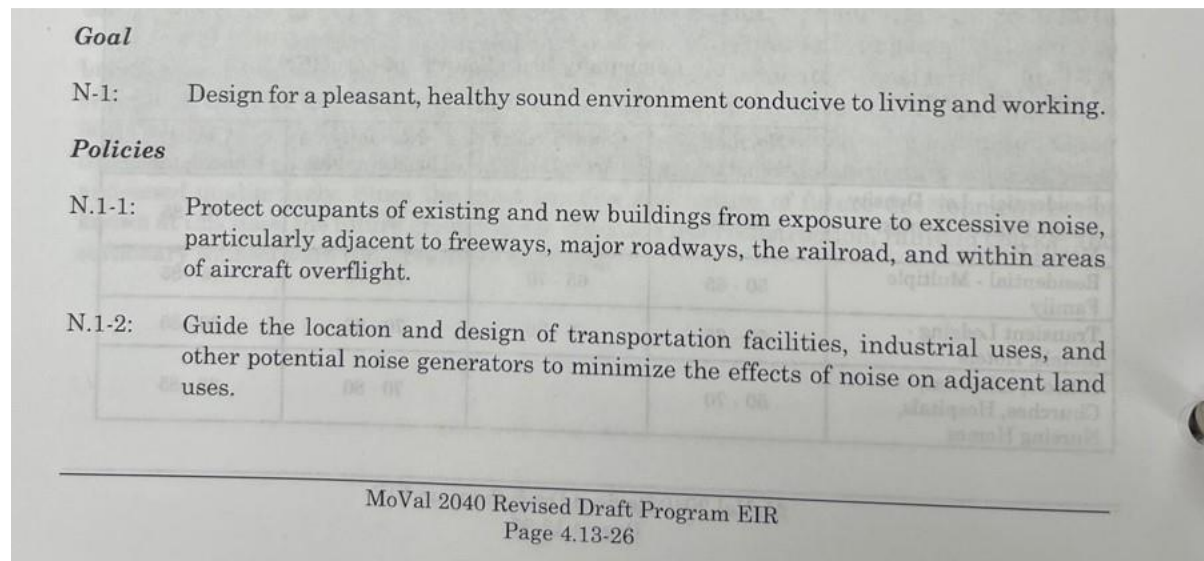 Goal
N-1: Design for a pleasant, healthy sound environment conducive to living and working.
Policies
N.1-1: Protect occupants of existing and new buildings from exposure to excessive noise,
particularly adjacent to freeways, major roadways, the railroad, and within areas
of aircraft overflight.
N.1-2: Guide the location and design of transportation facilities, industrial uses, and
other potential noise generators to minimize the effects of noise on adjacent land
uses.
MoVal 2040 Revised Draft Program EIR
Page 4.13-26